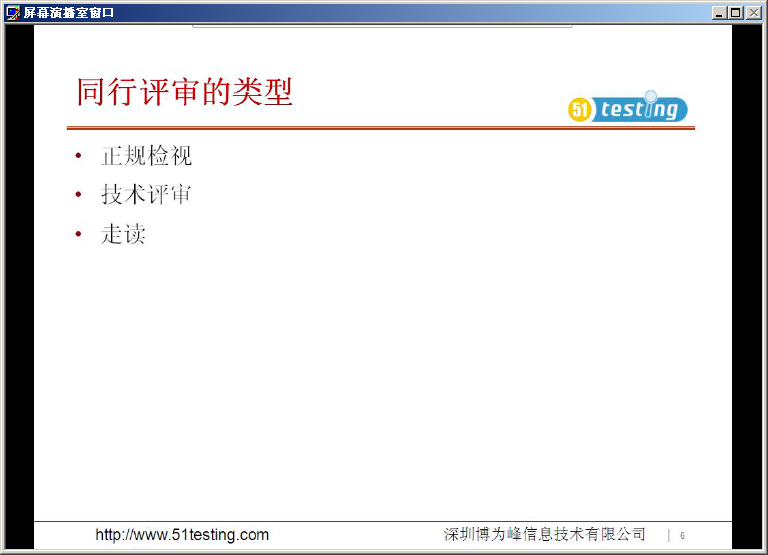 屏幕演播室窗口
同行评审的类型
51 testing
• 正规检视
• 技术评审
• 走读
http://www.51testing.com
深圳博为峰信息技术有限公司 | 6